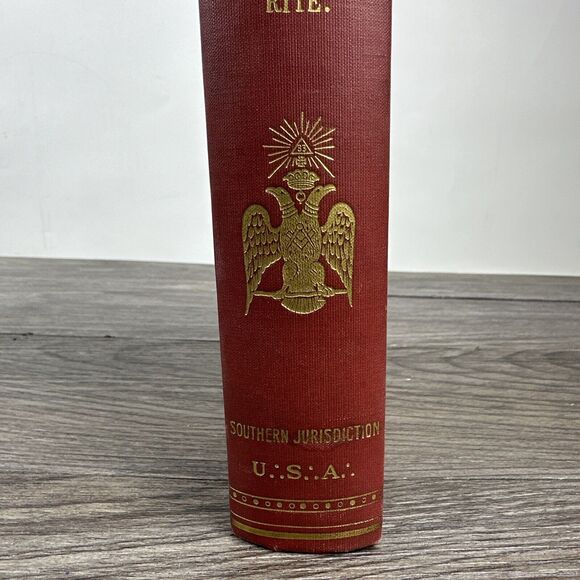 RITE.
33
SOUTHERN JURISDICTION
U∴S∴A∴